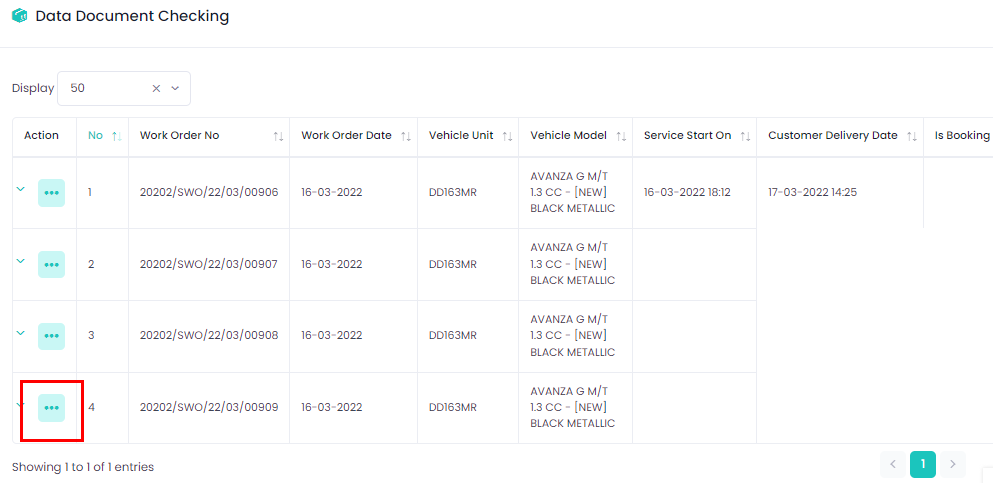 Data Document Checking
Display 50
Action No Work Order No Work Order Date Vehicle Unit Vehicle Model Service Start On Customer Delivery Date Is Booking
AVANZA G M/T
1 20202/SWO/22/03/00906 16-03-2022 DD163MR 1.3 CC - [NEW] 16-03-2022 18:12 17-03-2022 14:25
BLACK METALLIC
AVANZA G M/T
2 20202/SWO/22/03/00907 16-03-2022 DD163MR 1.3 CC - [NEW]
BLACK METALLIC
AVANZA G M/T
3 20202/SWO/22/03/00908 16-03-2022 DD163MR 1.3 CC - [NEW]
BLACK METALLIC
AVANZA G M/T
4 20202/SWO/22/03/00909 16-03-2022 DD163MR 1.3 CC - [NEW]
BLACK METALLIC
Showing 1 to 1 of 1 entries
1